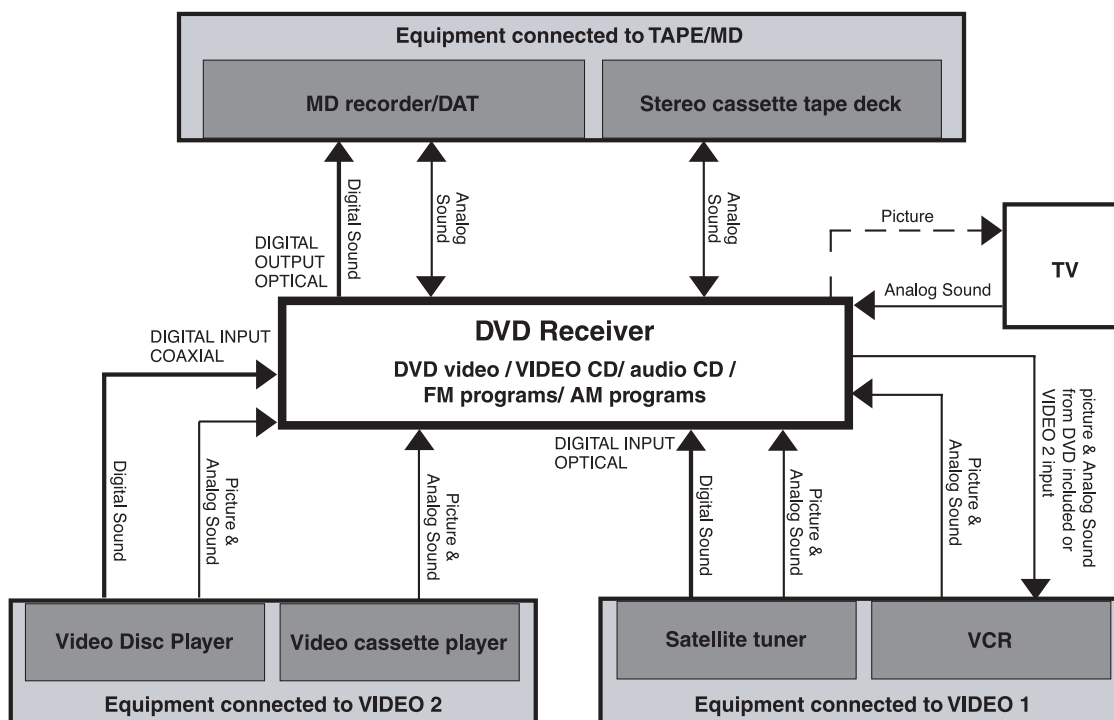 Equipment connected to TAPE/MD
MD recorder/DAT
Stereo cassette tape deck
Digital Sound
Analog
Sound
Analog
Sound
DIGITAL
OUTPUT
OPTICAL
Picture
TV
Analog Sound
DIGITAL INPUT
COAXIAL
DVD Receiver
DVD video / VIDEO CD/ audio CD /
FM programs/ AM programs
DIGITAL INPUT
OPTICAL
Digital Sound
Picture &
Analog Sound
Picture &
Analog Sound
Digital Sound
Picture &
Analog Sound
Picture &
Analog Sound
picture & Analog Sound
from DVD included or
VIDEO 2 input
Video Disc Player
Video cassette player
Equipment connected to VIDEO 2
Satellite tuner
VCR
Equipment connected to VIDEO 1